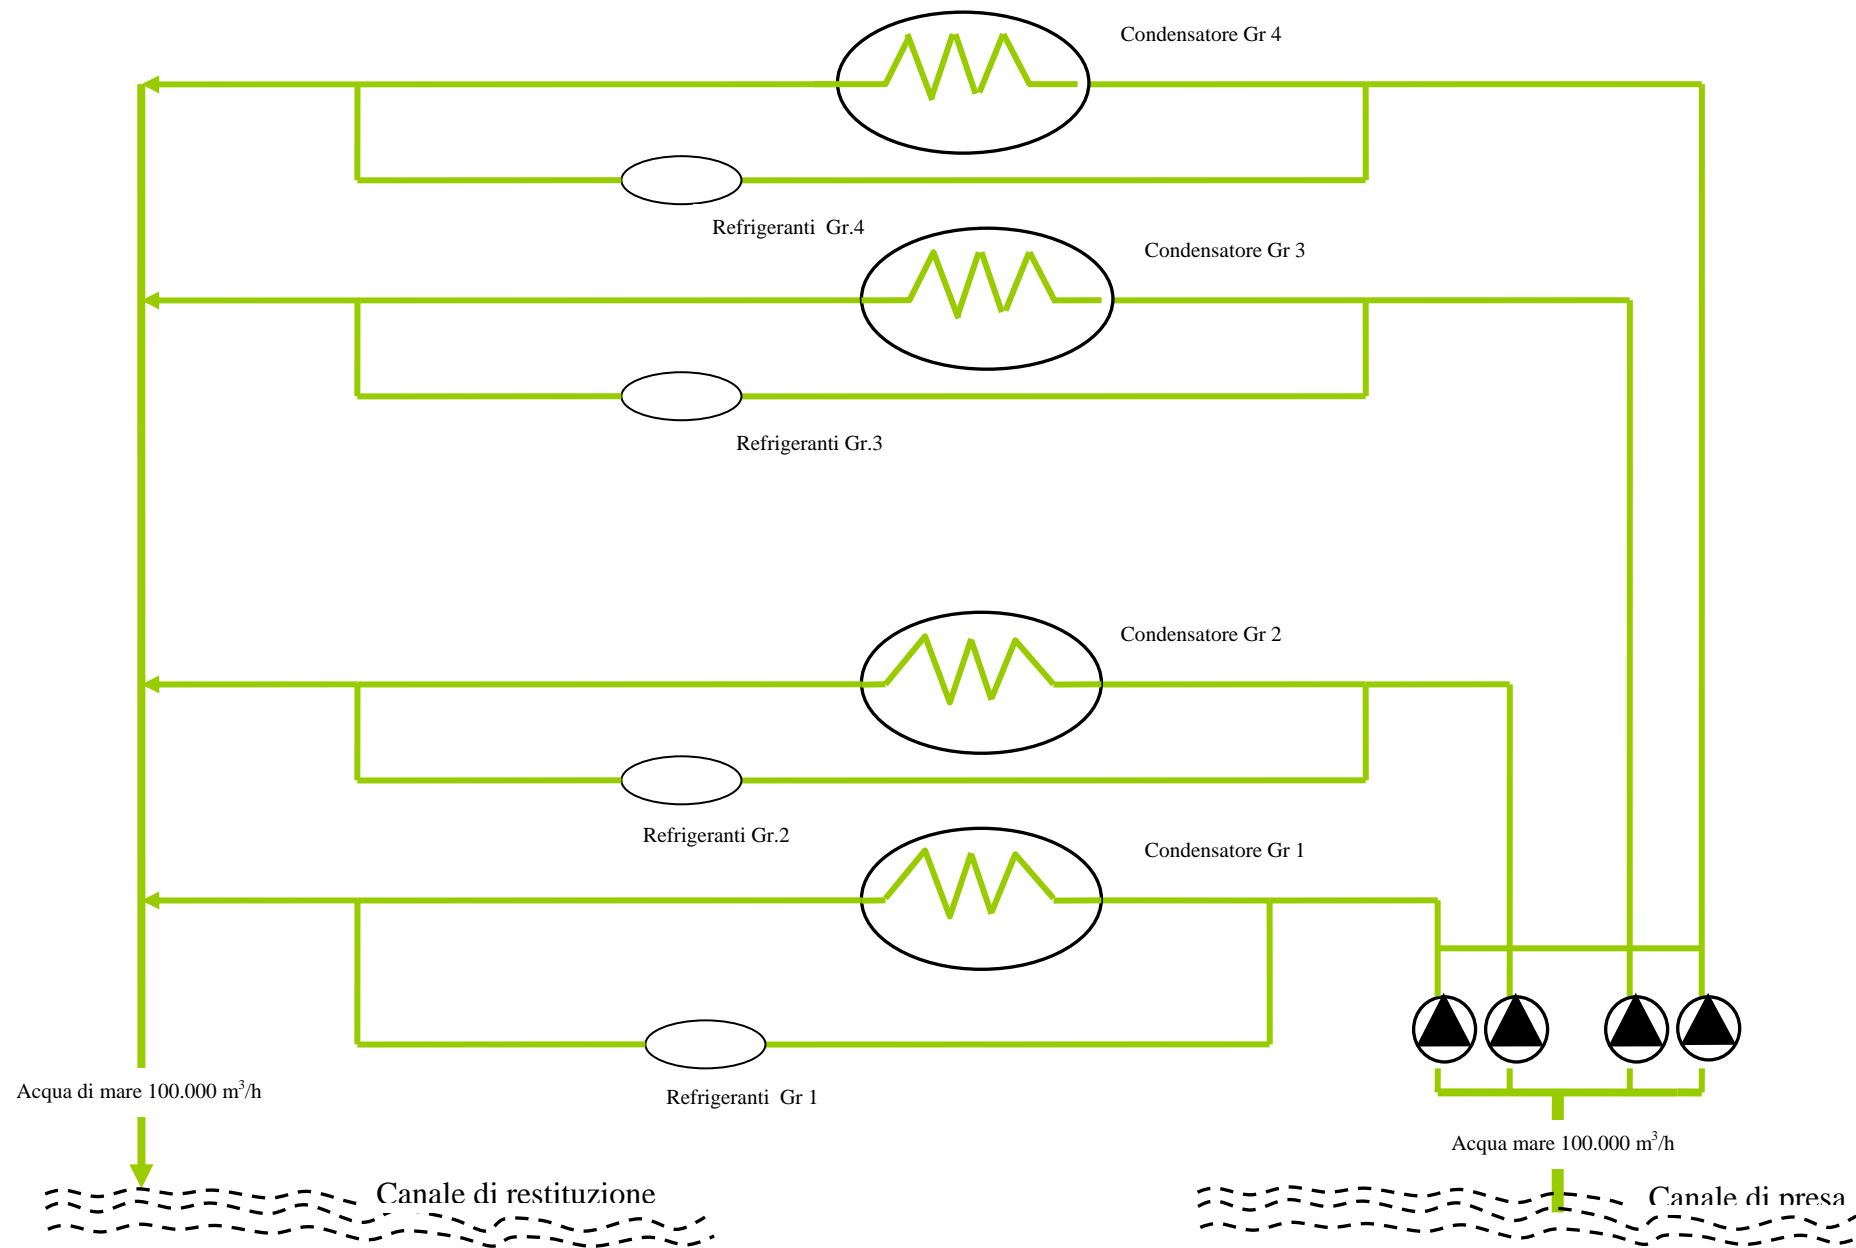 Condensatore Gr 4
Refrigeranti Gr.4
Condensatore Gr 3
Refrigeranti Gr.3
Condensatore Gr 2
Refrigeranti Gr.2
Condensatore Gr 1
Refrigeranti Gr 1
Acqua di mare 100.000 m³/h
Acqua mare 100.000 m³/h
Canale di restituzione
Canale di presa